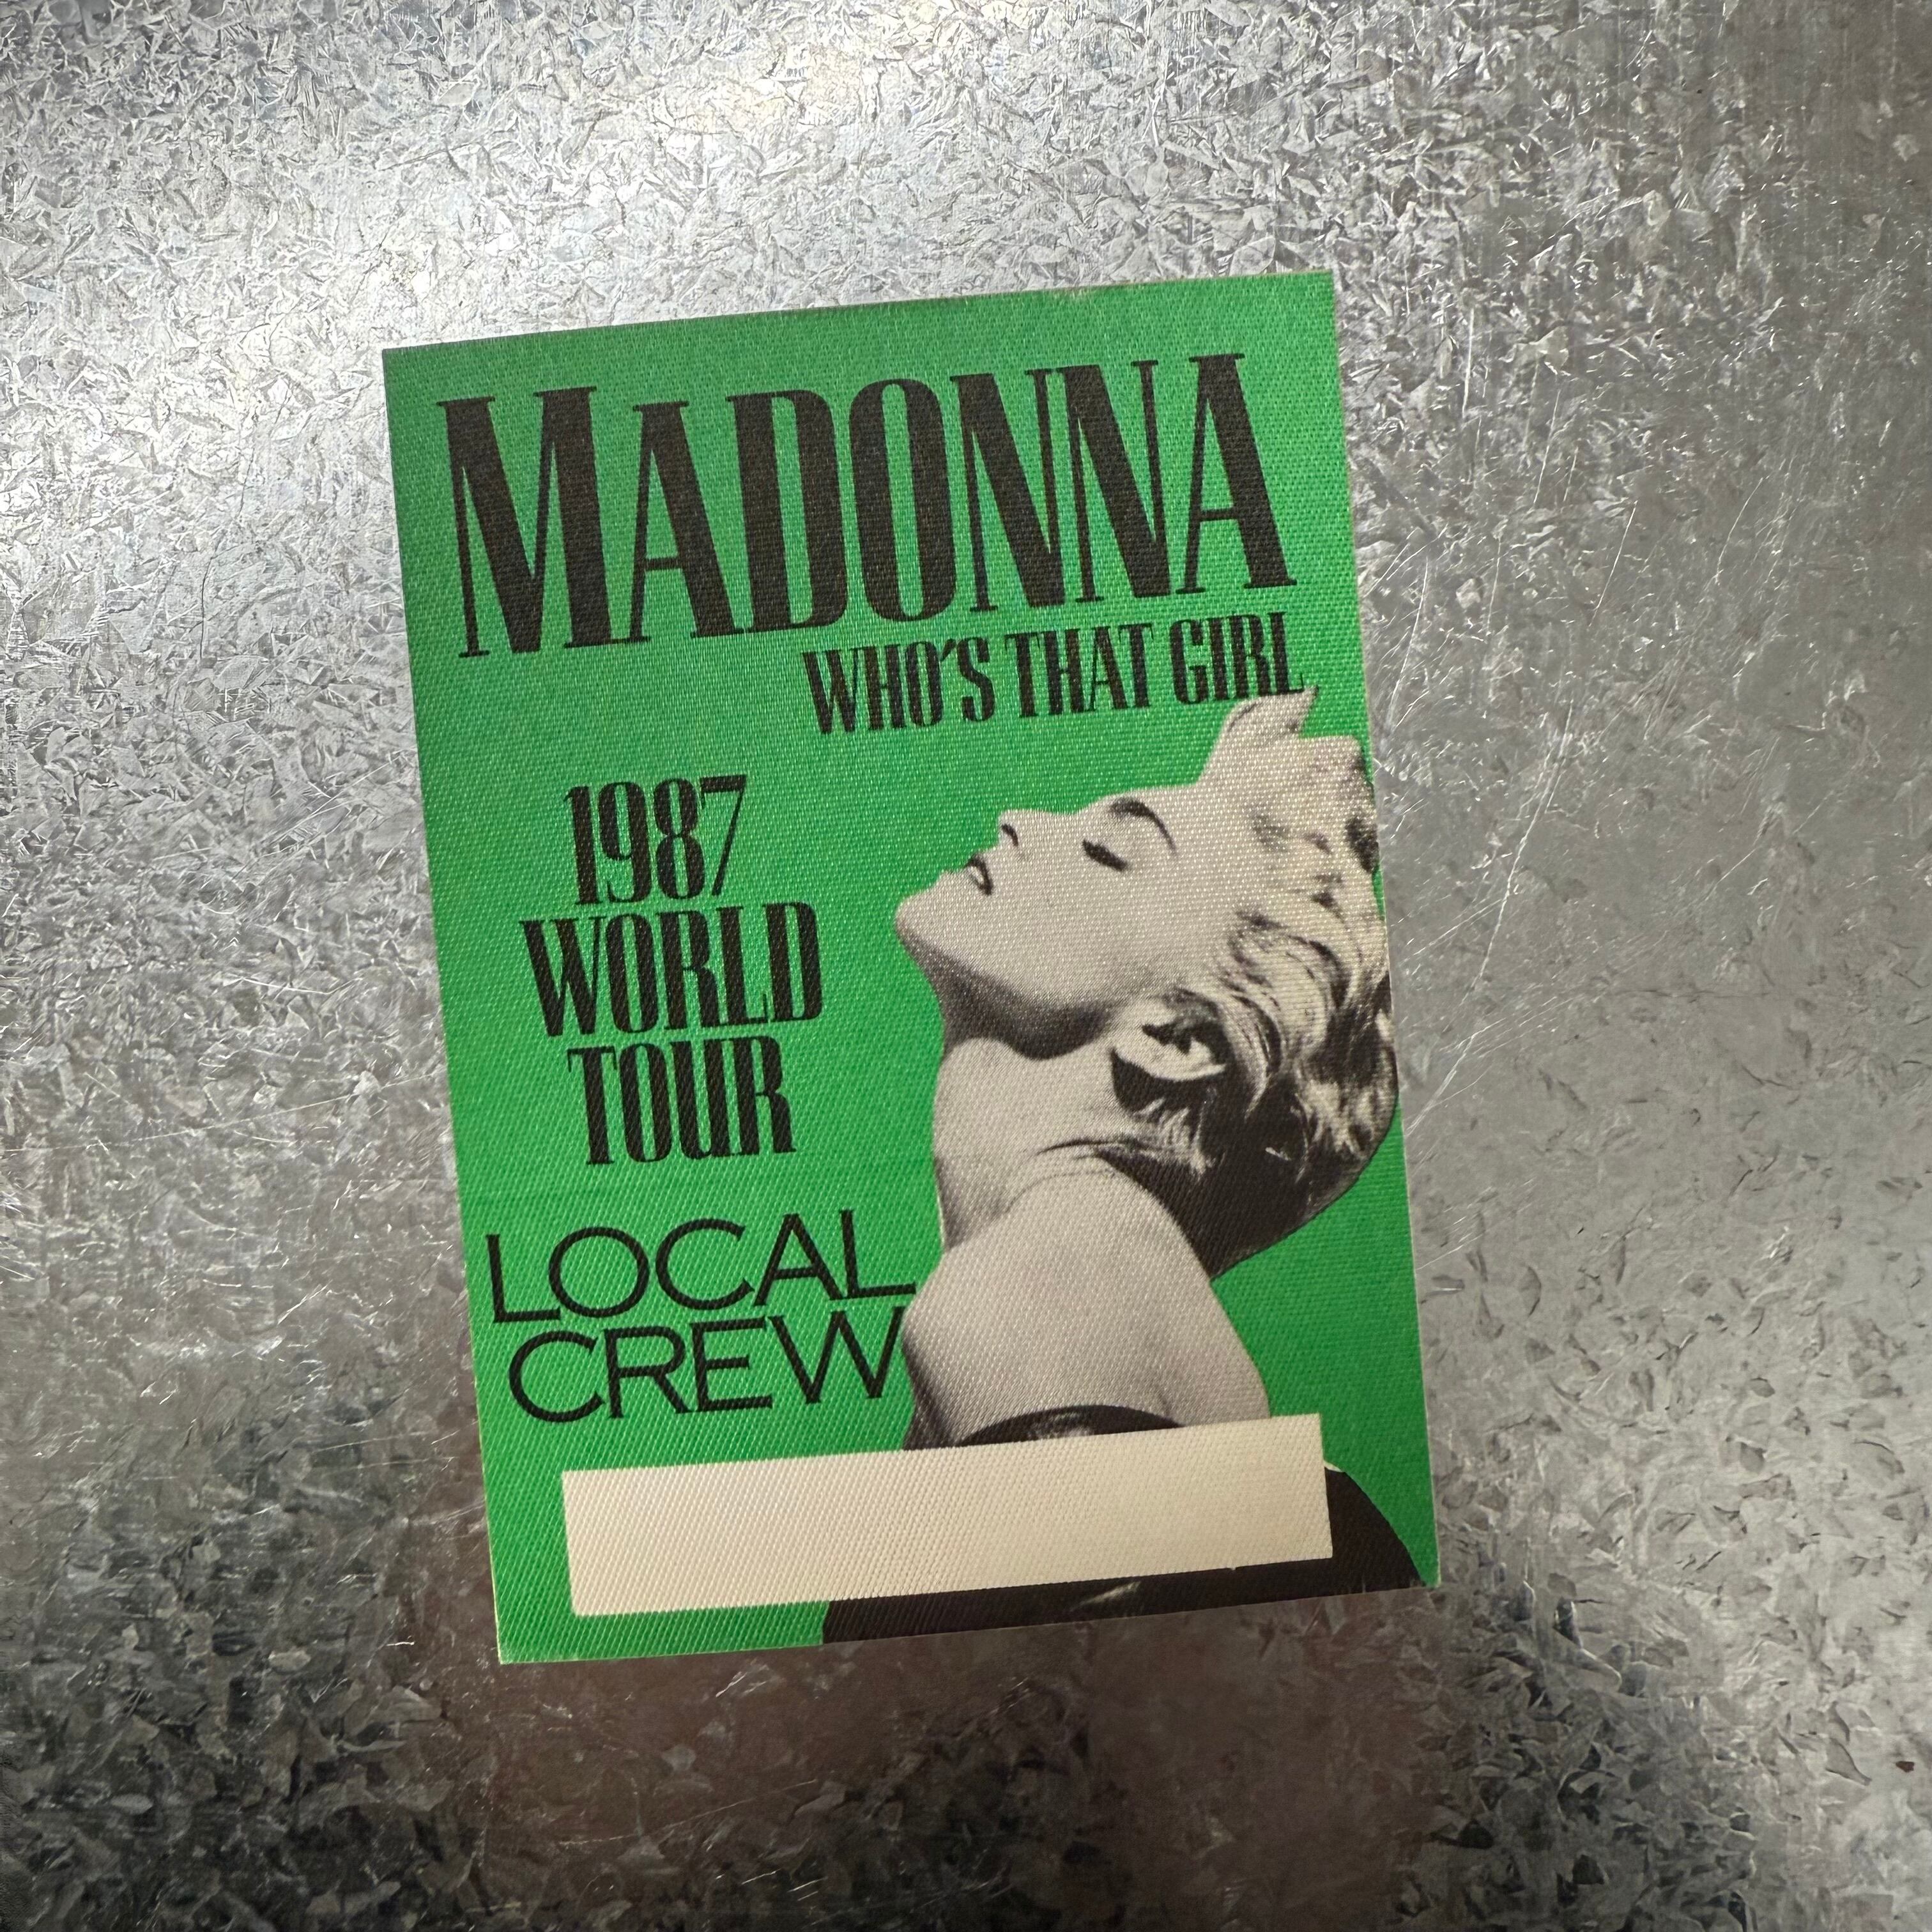 MADONNA
WHO'S THAT GIRL
1987
WORLD
TOUR
LOCAL
CREW